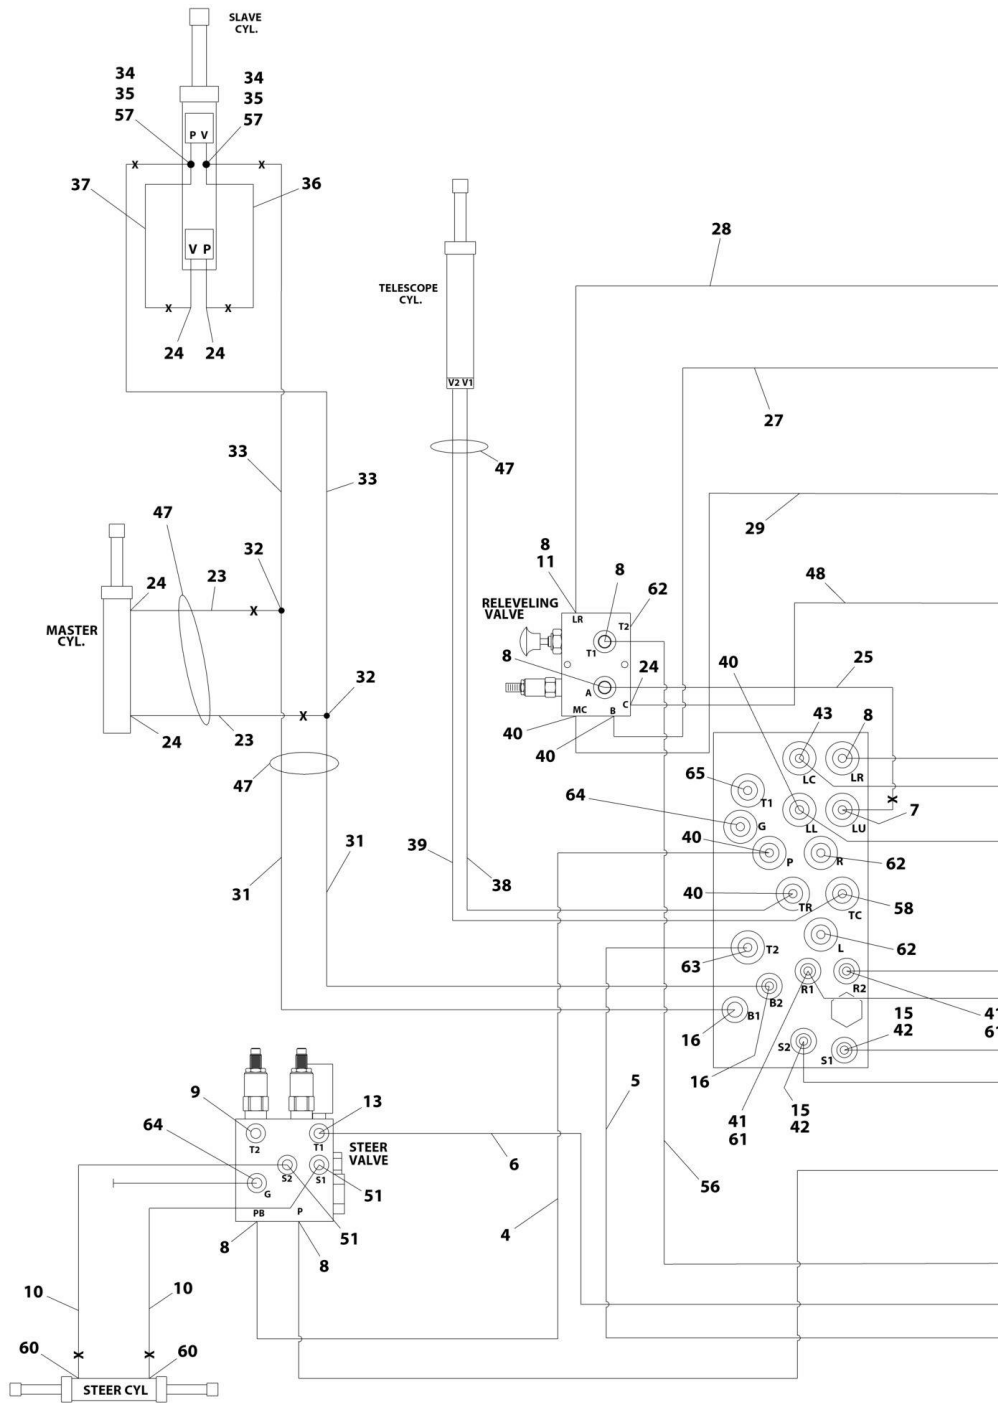 SLAVE
CYL.
34
35
57
34
35
57
P V
X
X
37
36
V P
X
X
24
24
TELESCOPE
CYL.
V2 V1
47
28
27
29
48
33
33
47
32
24
23
X
MASTER
CYL.
32
X
24
23
47
31
31
39
38
8
11
8
62
RELEVELING
VALVE
LR
T2
T1
8
24
A
C
MC
B
40
40
25
40
43
8
LC
LR
65
T1
X
64
G
LL
LU
7
40
P
R
62
40
TR
TC
58
L
62
T2
63
R1
R2
B2
B1
16
15
42
41
61
S2
S1
16
41
61
15
42
5
9
13
64
T2
T1
STEER
VALVE
6
S2
S1
G
51
56
PB
P
51
4
8
8
10
10
60
X
X
60
STEER CYL